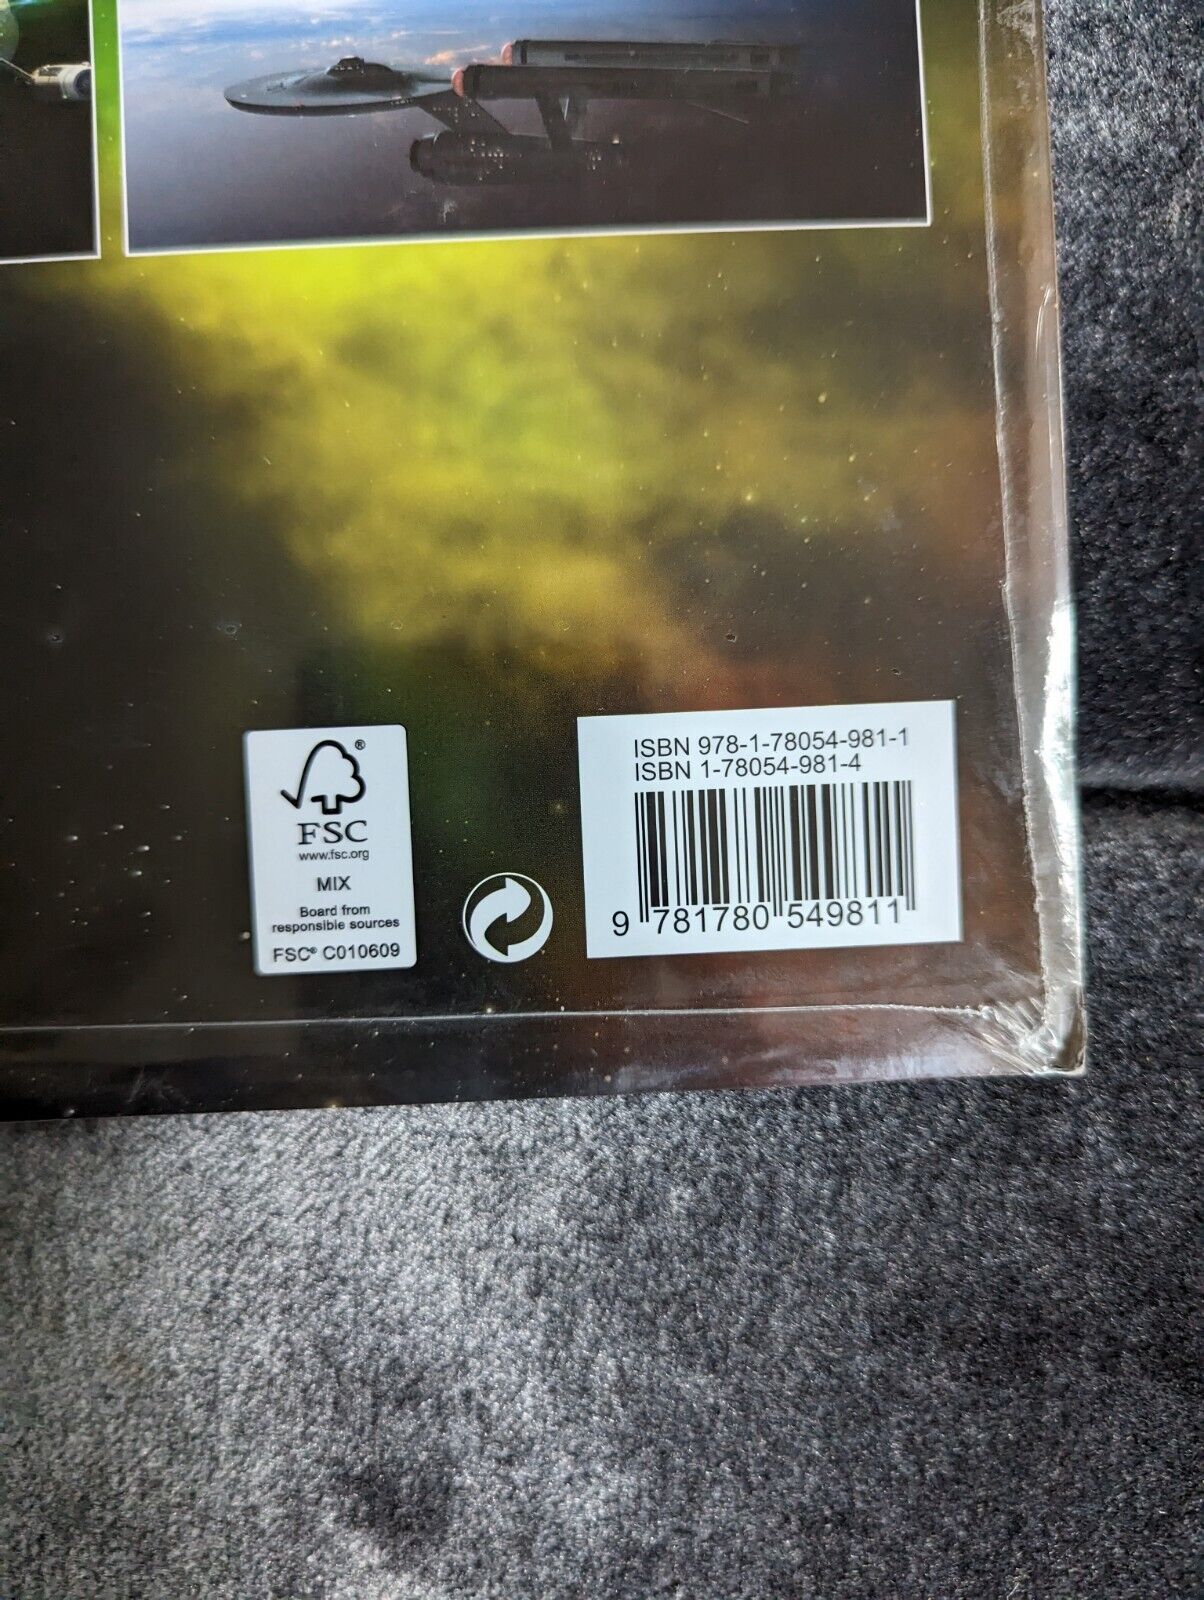 ®
FSC
www.fsc.org
MIX
Board from
responsible sources
FSC® C010609
ISBN 978-1-78054-981-1
ISBN 1-78054-981-4
9 781780 549811